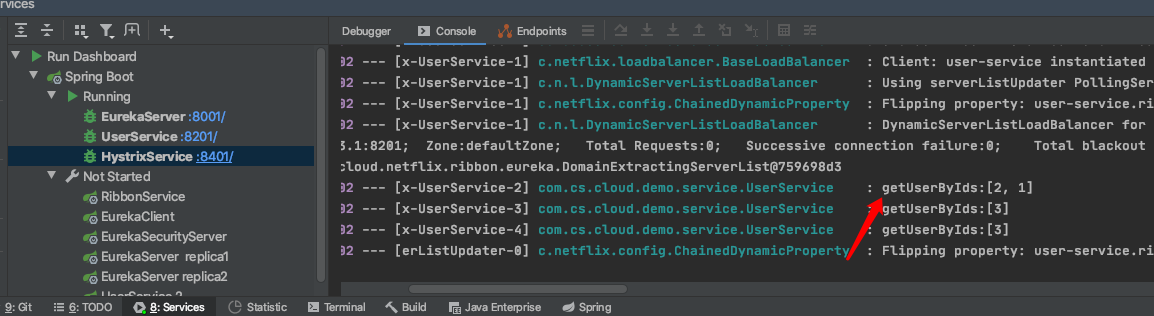 rvices
Debugger Console Endpoints
Run Dashboard
Spring Boot
Running
EurekaServer :8001/
UserService :8201/
HystrixService :8401/
Not Started
RibbonService
EurekaClient
EurekaSecurityServer
EurekaServer replica1
EurekaServer replica2
UserService 2
02 --- [x-UserService-1] c.netflix.loadbalancer.BaseLoadBalancer : Client: user-service instantiated
02 --- [x-UserService-1] c.n.l.DynamicServerListLoadBalancer : Using serverListUpdater PollingSe
02 --- [x-UserService-1] c.netflix.config.ChainedDynamicProperty : Flipping property: user-service.ri
02 --- [x-UserService-1] c.n.l.DynamicServerListLoadBalancer : DynamicServerListLoadBalancer for
3.1:8201; Zone:defaultZone; Total Requests:0; Successive connection failure:0; Total blackout
cloud.netflix.ribbon.eureka.DomainExtractingServerList@759698d3
02 --- [x-UserService-2] com.cs.cloud.demo.service.UserService : getUserByIds:[2, 1]
02 --- [x-UserService-3] com.cs.cloud.demo.service.UserService : getUserByIds:[3]
02 --- [x-UserService-4] com.cs.cloud.demo.service.UserService : getUserByIds:[3]
02 --- [erListUpdater-0] c.netflix.config.ChainedDynamicProperty : Flipping property: user-service.ri
9: Git 6: TODO 8: Services Statistic Terminal Build Java Enterprise Spring